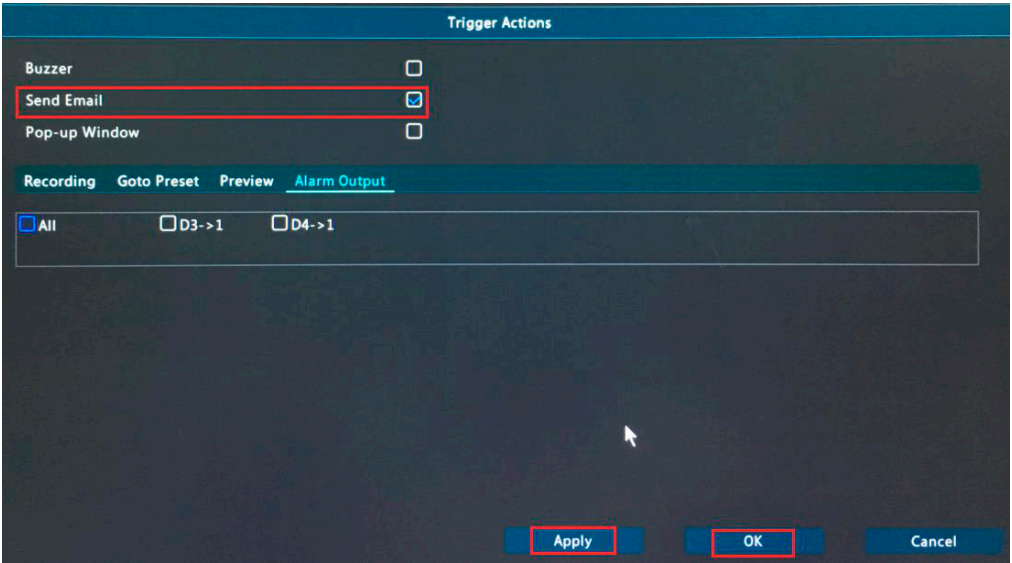 Trigger Actions
Buzzer
Send Email
Pop-up Window
Recording Goto Preset Preview Alarm Output
All D3->1 D4->1
Apply OK Cancel